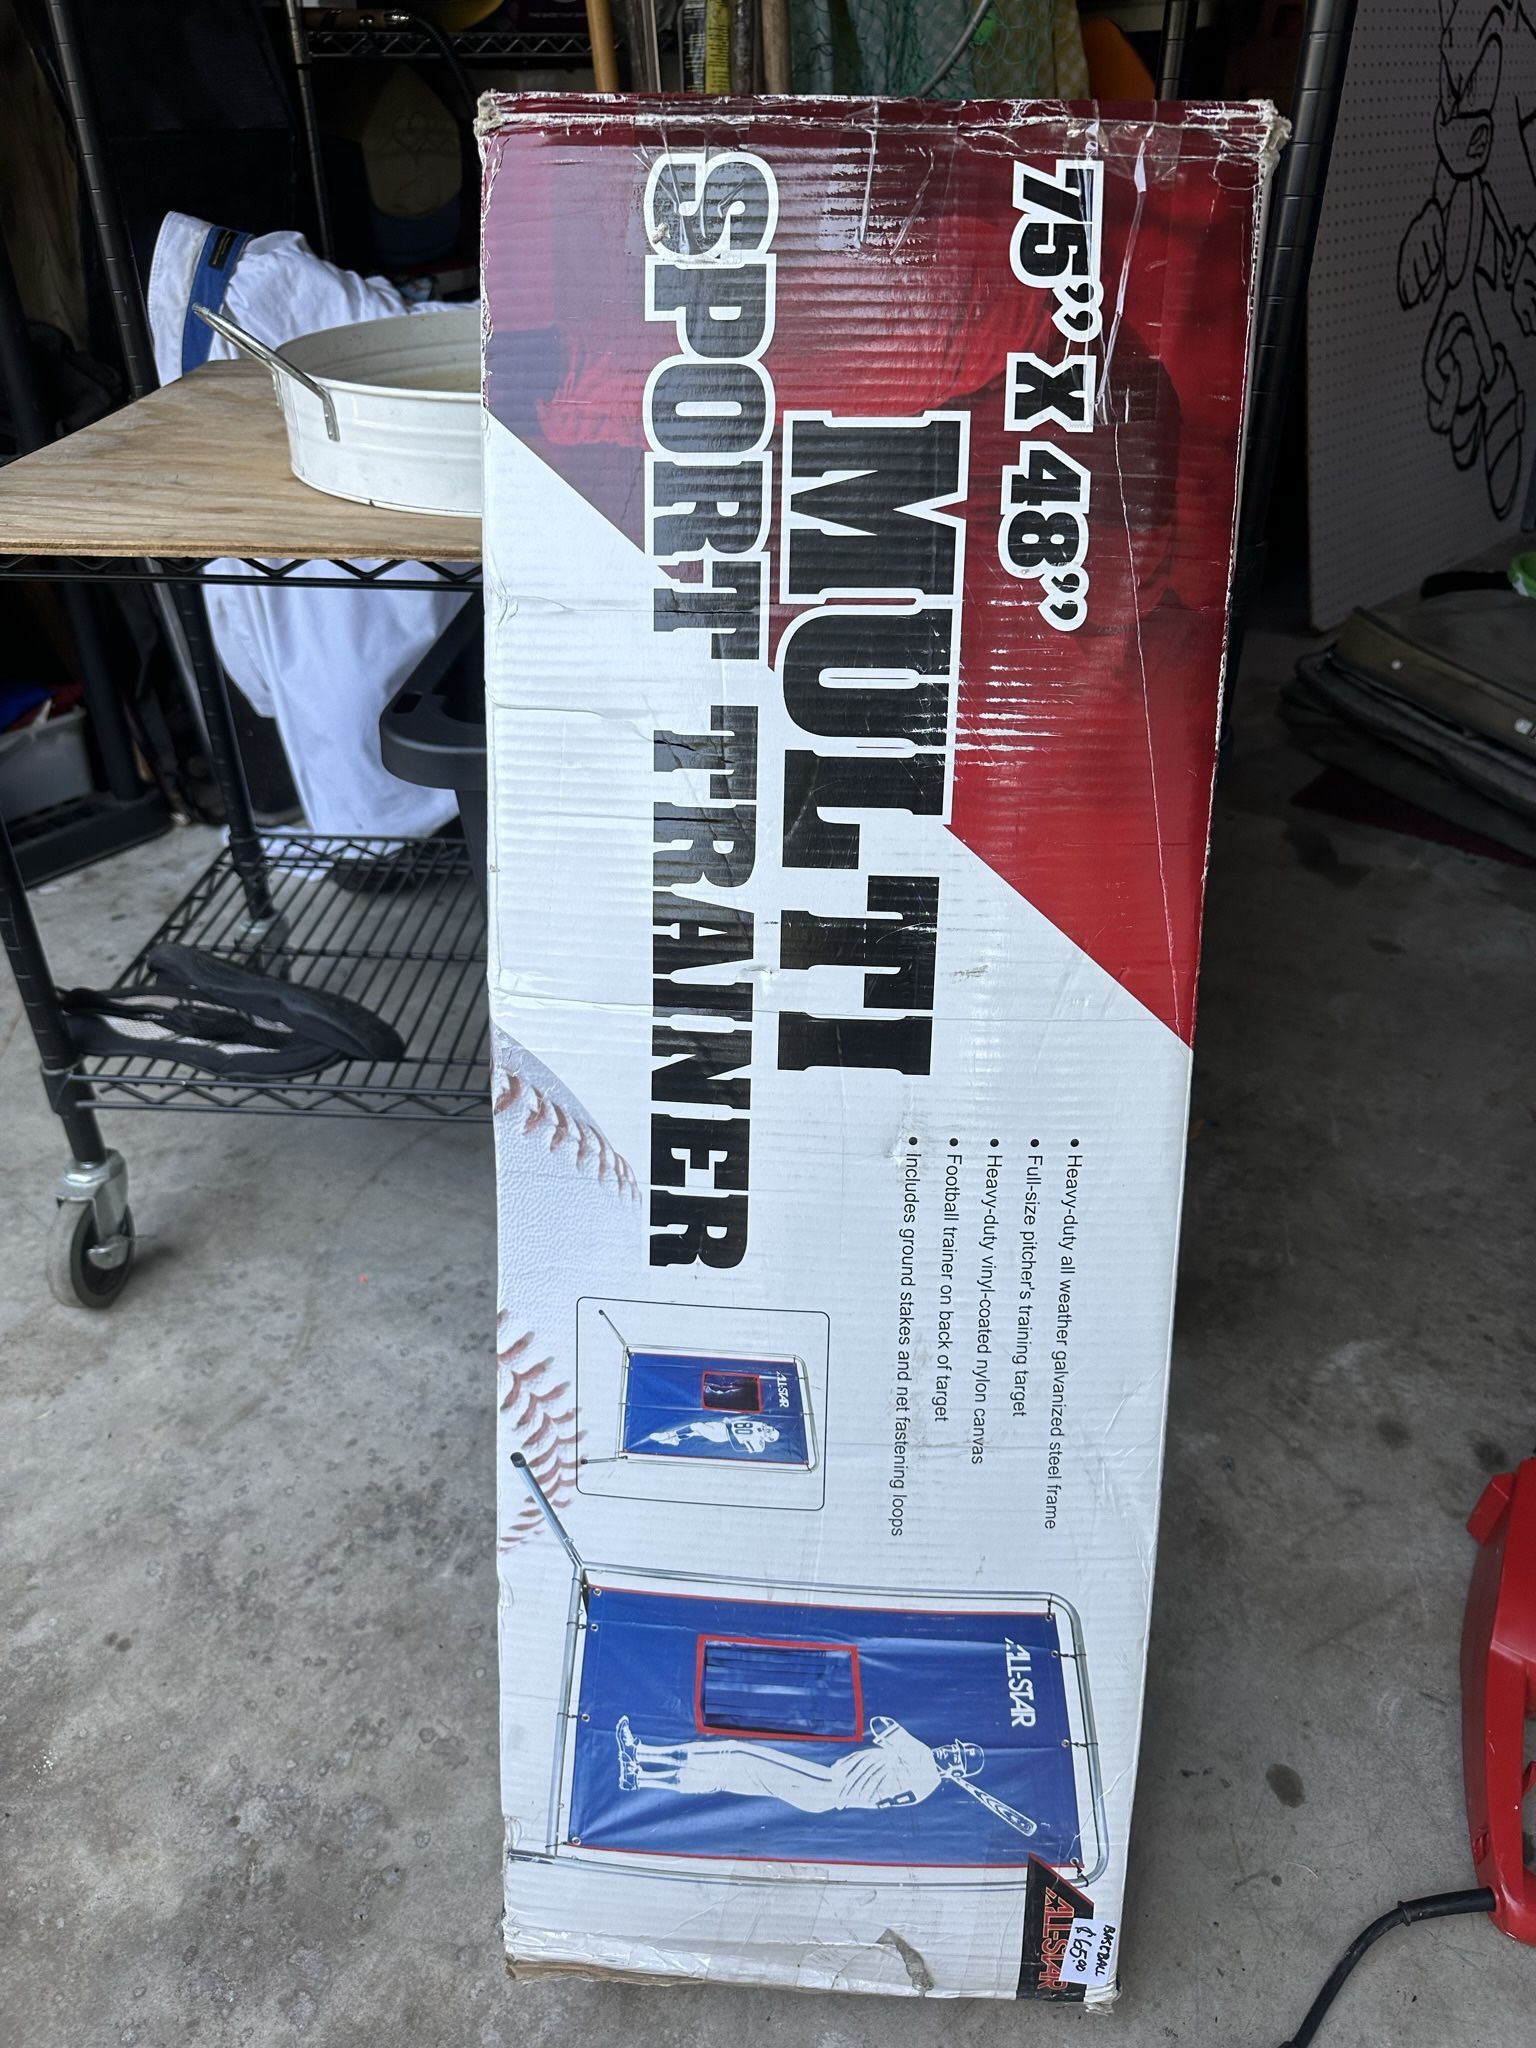 75” X 48”
MULTI
SPORT TRAINER
• Heavy-duty all weather galvanized steel frame
• Full-size pitcher's training target
• Heavy-duty vinyl-coated nylon canvas
• Football trainer on back of target
• Includes ground stakes and net fastening loops
ALL-STAR
80
ALL-STAR
ALL-STAR
BASEBALL
$65.00